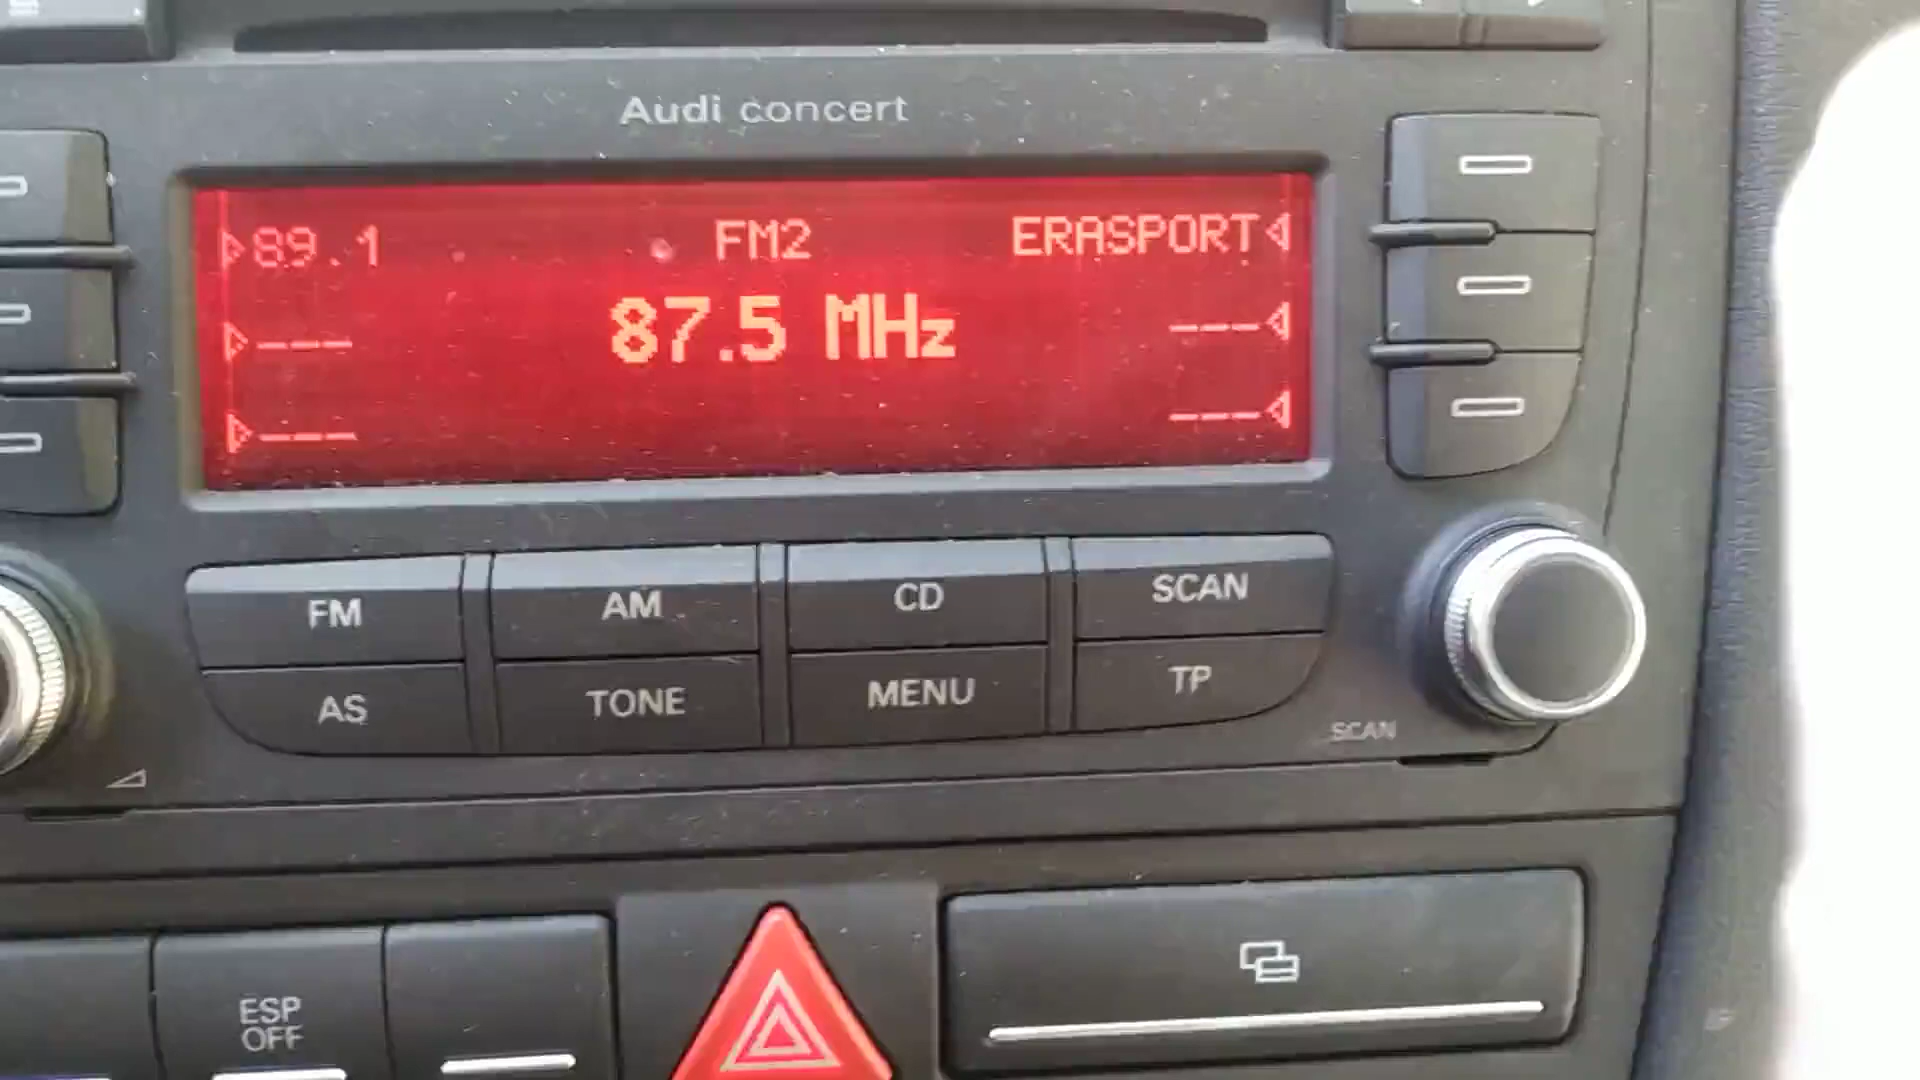 Audi concert
89.1 FM2 ERASPORT
--- 87.5 MHz ---
--- ---
FM AM CD SCAN
AS TONE MENU TP
SCAN
ESP
OFF